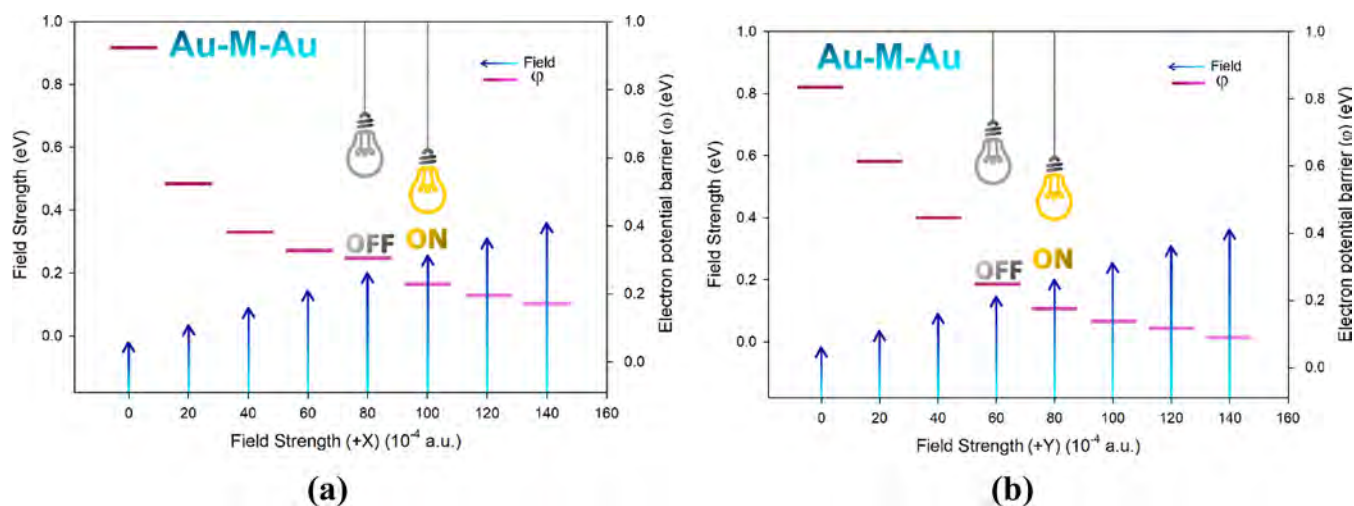 Au-M-Au
Field
φ
OFF
ON
1.0
0.8
0.6
0.4
0.2
0.0
Field Strength (eV)
1.0
0.8
0.6
0.4
0.2
0.0
Electron potential barrier (φ) (eV)
0 20 40 60 80 100 120 140 160
Field Strength (+X) (10⁻⁴ a.u.)
(a)
Au-M-Au
Field
φ
OFF
ON
1.0
0.8
0.6
0.4
0.2
0.0
Field Strength (eV)
1.0
0.8
0.6
0.4
0.2
0.0
Electron potential barrier (φ) (eV)
0 20 40 60 80 100 120 140 160
Field Strength (+Y) (10⁻⁴ a.u.)
(b)